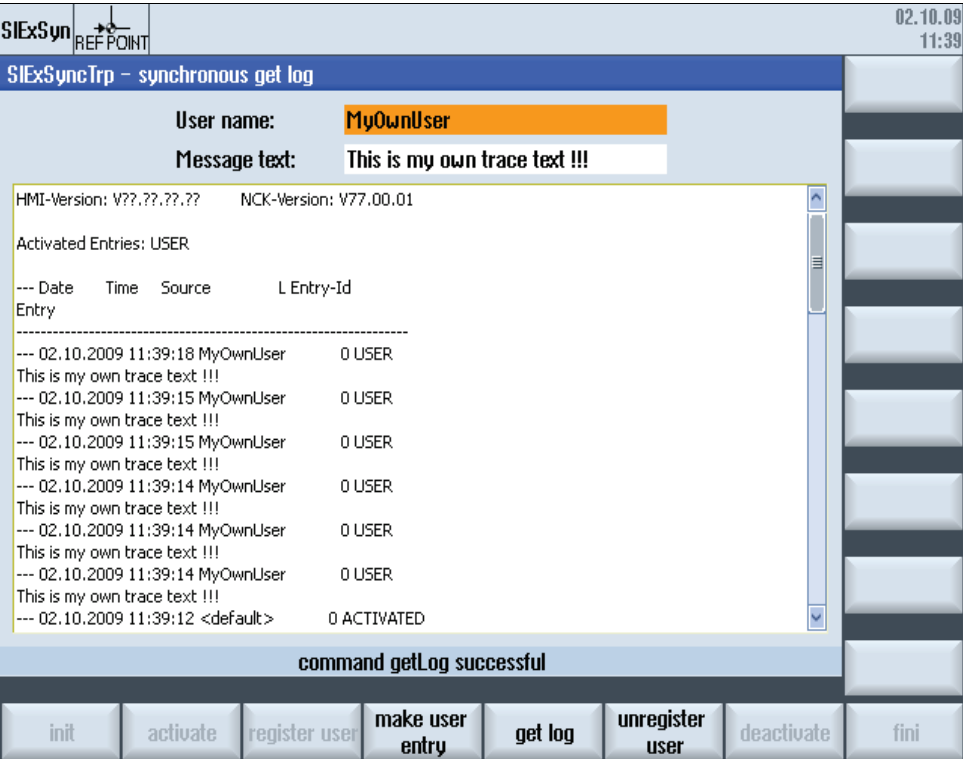 SlExSyn REF POINT 02.10.09
11:39
SlExSyncTrp - synchronous get log
User name: MyOwnUser
Message text: This is my own trace text !!!
HMI-Version: V??.??.??.?? NCK-Version: V77.00.01
Activated Entries: USER
--- Date Time Source L Entry-Id
Entry
----------------------------------------------------------------
--- 02.10.2009 11:39:18 MyOwnUser 0 USER
This is my own trace text !!!
--- 02.10.2009 11:39:15 MyOwnUser 0 USER
This is my own trace text !!!
--- 02.10.2009 11:39:15 MyOwnUser 0 USER
This is my own trace text !!!
--- 02.10.2009 11:39:14 MyOwnUser 0 USER
This is my own trace text !!!
--- 02.10.2009 11:39:14 MyOwnUser 0 USER
This is my own trace text !!!
--- 02.10.2009 11:39:14 MyOwnUser 0 USER
This is my own trace text !!!
--- 02.10.2009 11:39:12 <default> 0 ACTIVATED
command getLog successful
init activate register user make user entry get log unregister user deactivate fini